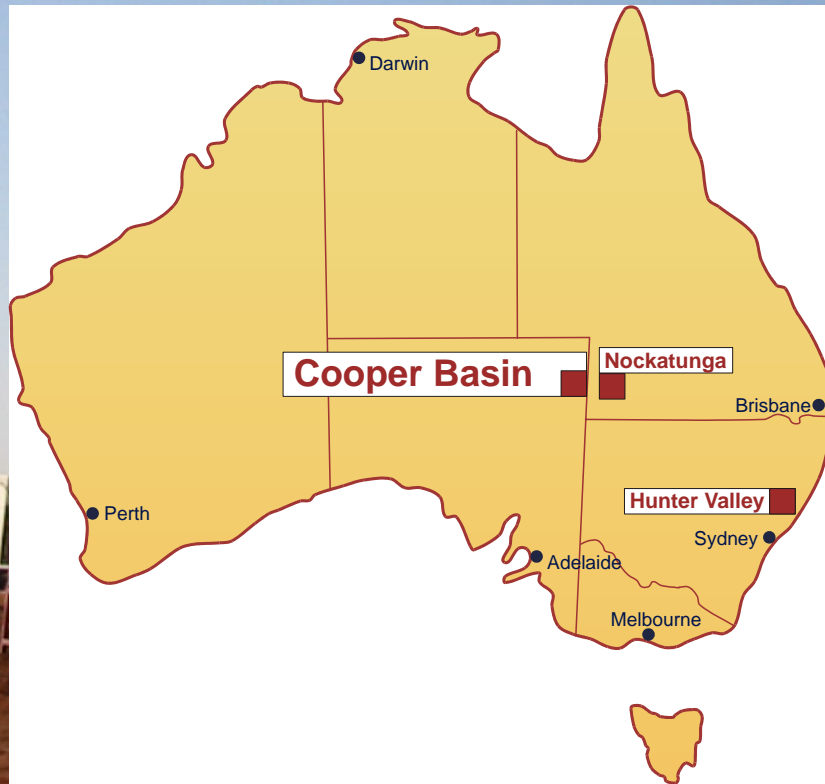 Darwin
Cooper Basin
Nockatunga
Brisbane
Hunter Valley
Perth
Sydney
Adelaide
Melbourne